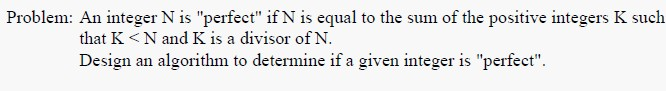 Problem: An integer N is "perfect" if N is equal to the sum of the positive integers K such
that K < N and K is a divisor of N.
Design an algorithm to determine if a given integer is "perfect".